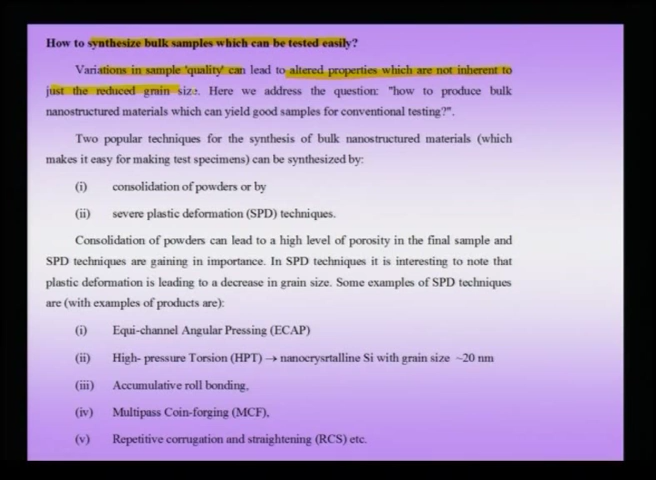 How to synthesize bulk samples which can be tested easily?
Variations in sample 'quality' can lead to altered properties which are not inherent to
just the reduced grain size. Here we address the question: "how to produce bulk
nanostructured materials which can yield good samples for conventional testing?".
Two popular techniques for the synthesis of bulk nanostructured materials (which
makes it easy for making test specimens) can be synthesized by:
(i) consolidation of powders or by
(ii) severe plastic deformation (SPD) techniques.
Consolidation of powders can lead to a high level of porosity in the final sample and
SPD techniques are gaining in importance. In SPD techniques it is interesting to note that
plastic deformation is leading to a decrease in grain size. Some examples of SPD techniques
are (with examples of products are):
(i) Equi-channel Angular Pressing (ECAP)
(ii) High- pressure Torsion (HPT) → nanocrysrtalline Si with grain size ~20 nm
(iii) Accumulative roll bonding,
(iv) Multipass Coin-forging (MCF),
(v) Repetitive corrugation and straightening (RCS) etc.